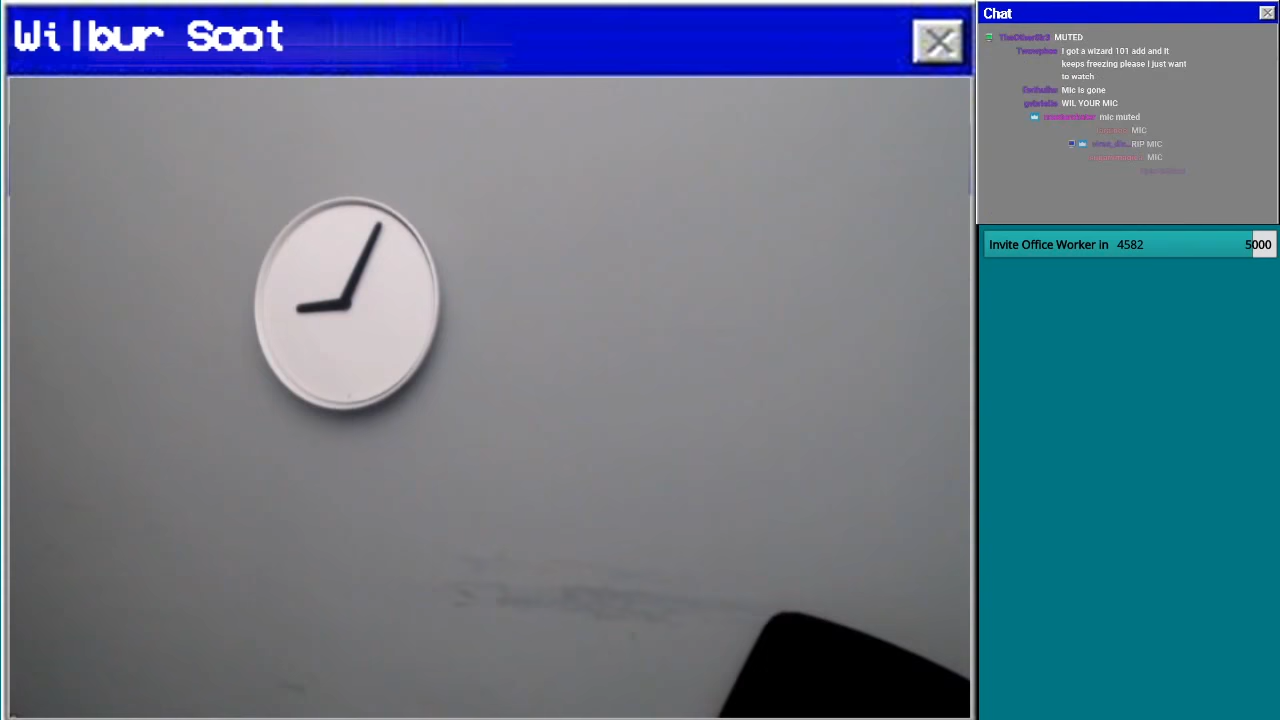 Wilbur Soot
Chat
MUTED
I got a wizard 101 add and it
keeps freezing please I just want
to watch
Mic is gone
WIL YOUR MIC
mic muted
MIC
RIP MIC
MIC
Invite Office Worker in 4582 5000